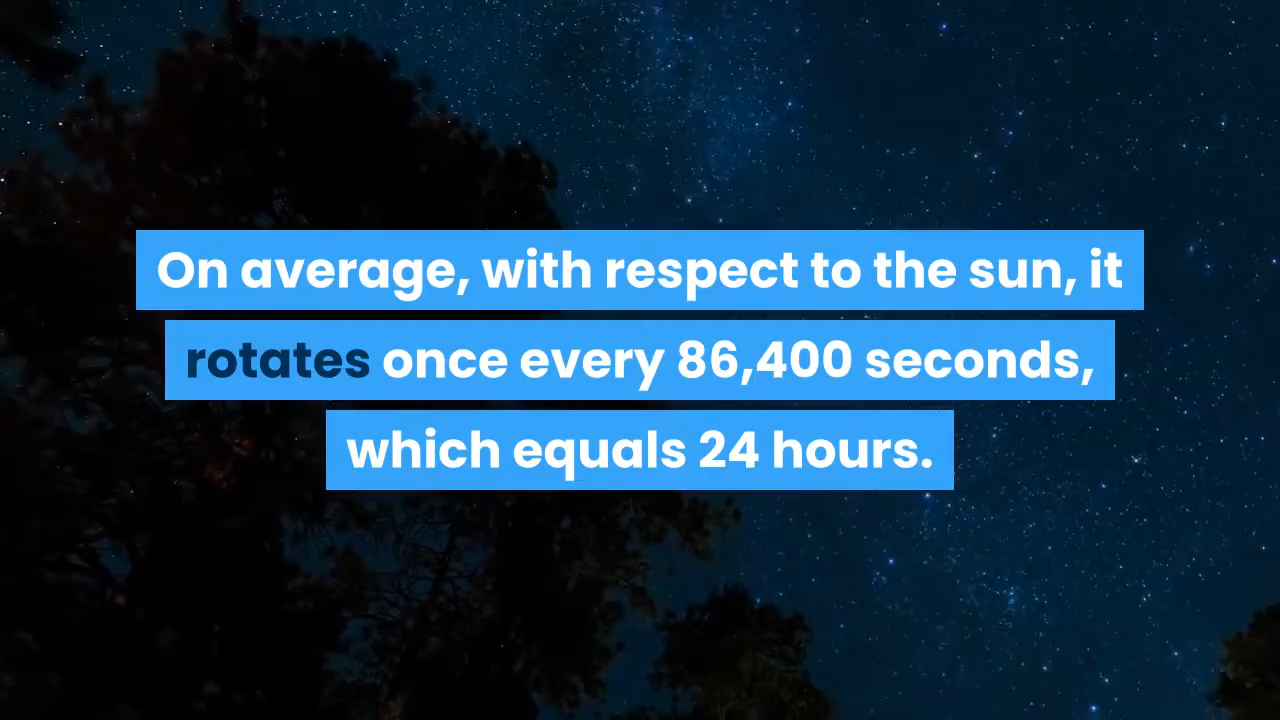 On average, with respect to the sun, it
rotates once every 86,400 seconds,
which equals 24 hours.